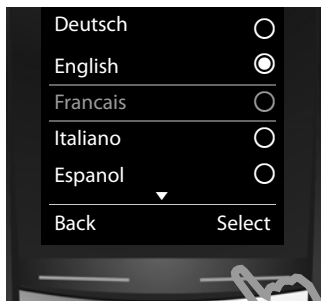 Deutsch
English
Francais
Italiano
Espanol
Back Select